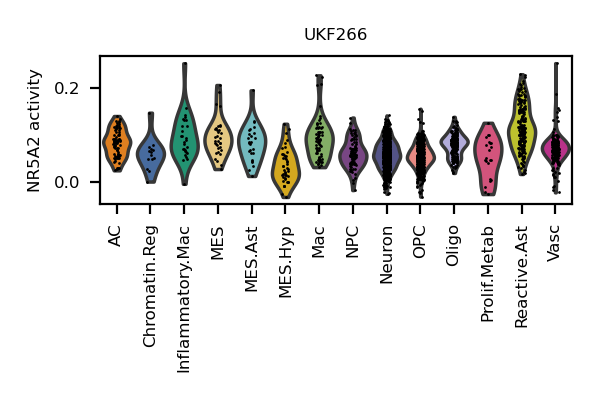 UKF266
NR5A2 activity
0.2
0.0
AC
Chromatin.Reg
Inflammatory.Mac
MES
MES.Ast
MES.Hyp
Mac
NPC
Neuron
OPC
Oligo
Prolif.Metab
Reactive.Ast
Vasc